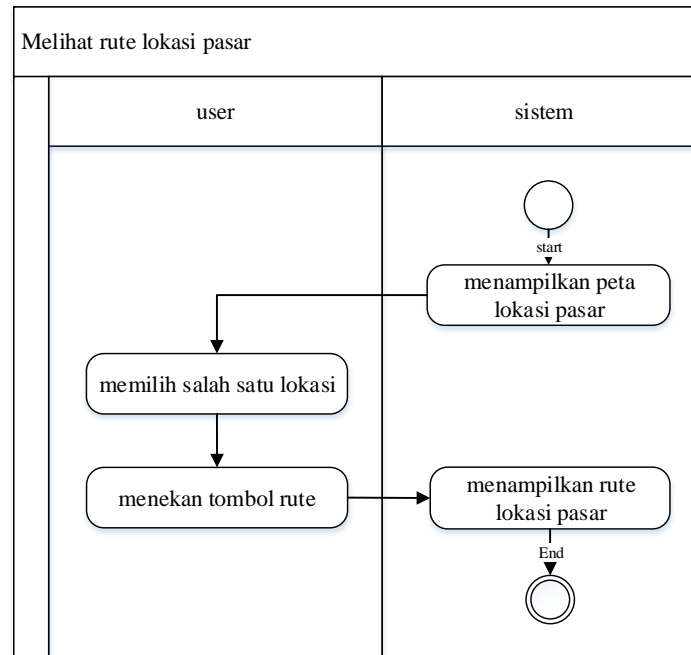 Melihat rute lokasi pasar
user
sistem
start
menampilkan peta
lokasi pasar
memilih salah satu lokasi
menekan tombol rute
menampilkan rute
lokasi pasar
End